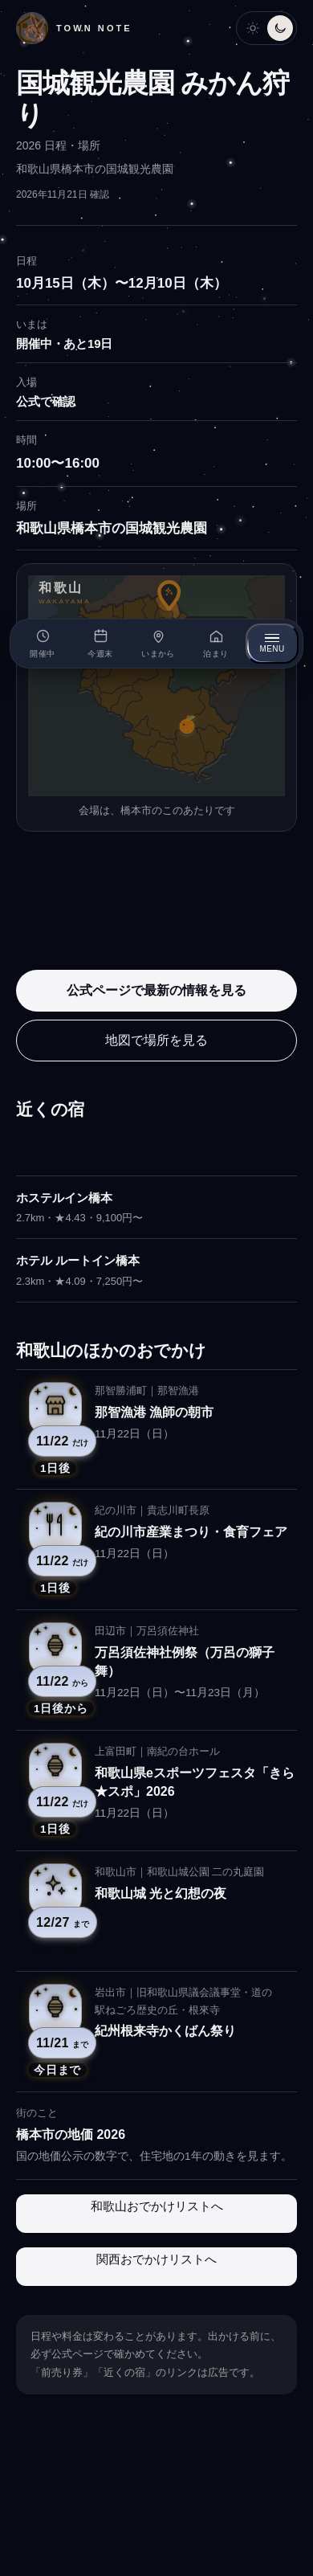 TOWN NOTE
国城観光農園 みかん狩
り
2026 日程・場所
和歌山県橋本市の国城観光農園
2026年11月21日 確認
日程
10月15日（木）〜12月10日（木）
いまは
開催中・あと19日
入場
公式で確認
時間
10:00〜16:00
場所
和歌山県橋本市の国城観光農園
和歌山
WAKAYAMA
開催中
今週末
いまから
泊まり
MENU
会場は、橋本市のこのあたりです
公式ページで最新の情報を見る
地図で場所を見る
近くの宿
ホステルイン橋本
2.7km・★4.43・9,100円〜
ホテル ルートイン橋本
2.3km・★4.09・7,250円〜
和歌山のほかのおでかけ
那智勝浦町｜那智漁港
那智漁港 漁師の朝市
11月22日（日）
11/22 だけ
1日後
紀の川市｜貴志川町長原
紀の川市産業まつり・食育フェア
11月22日（日）
11/22 だけ
1日後
田辺市｜万呂須佐神社
万呂須佐神社例祭（万呂の獅子
舞）
11月22日（日）〜11月23日（月）
11/22 から
1日後から
上富田町｜南紀の台ホール
和歌山県eスポーツフェスタ「きら
★スポ」2026
11月22日（日）
11/22 だけ
1日後
和歌山市｜和歌山城公園 二の丸庭園
和歌山城 光と幻想の夜
12/27 まで
岩出市｜旧和歌山県議会議事堂・道の
駅ねごろ歴史の丘・根來寺
紀州根来寺かくばん祭り
11/21 まで
今日まで
街のこと
橋本市の地価 2026
国の地価公示の数字で、住宅地の1年の動きを見ます。
和歌山おでかけリストへ
関西おでかけリストへ
日程や料金は変わることがあります。出かける前に、
必ず公式ページで確かめてください。
「前売り券」「近くの宿」のリンクは広告です。